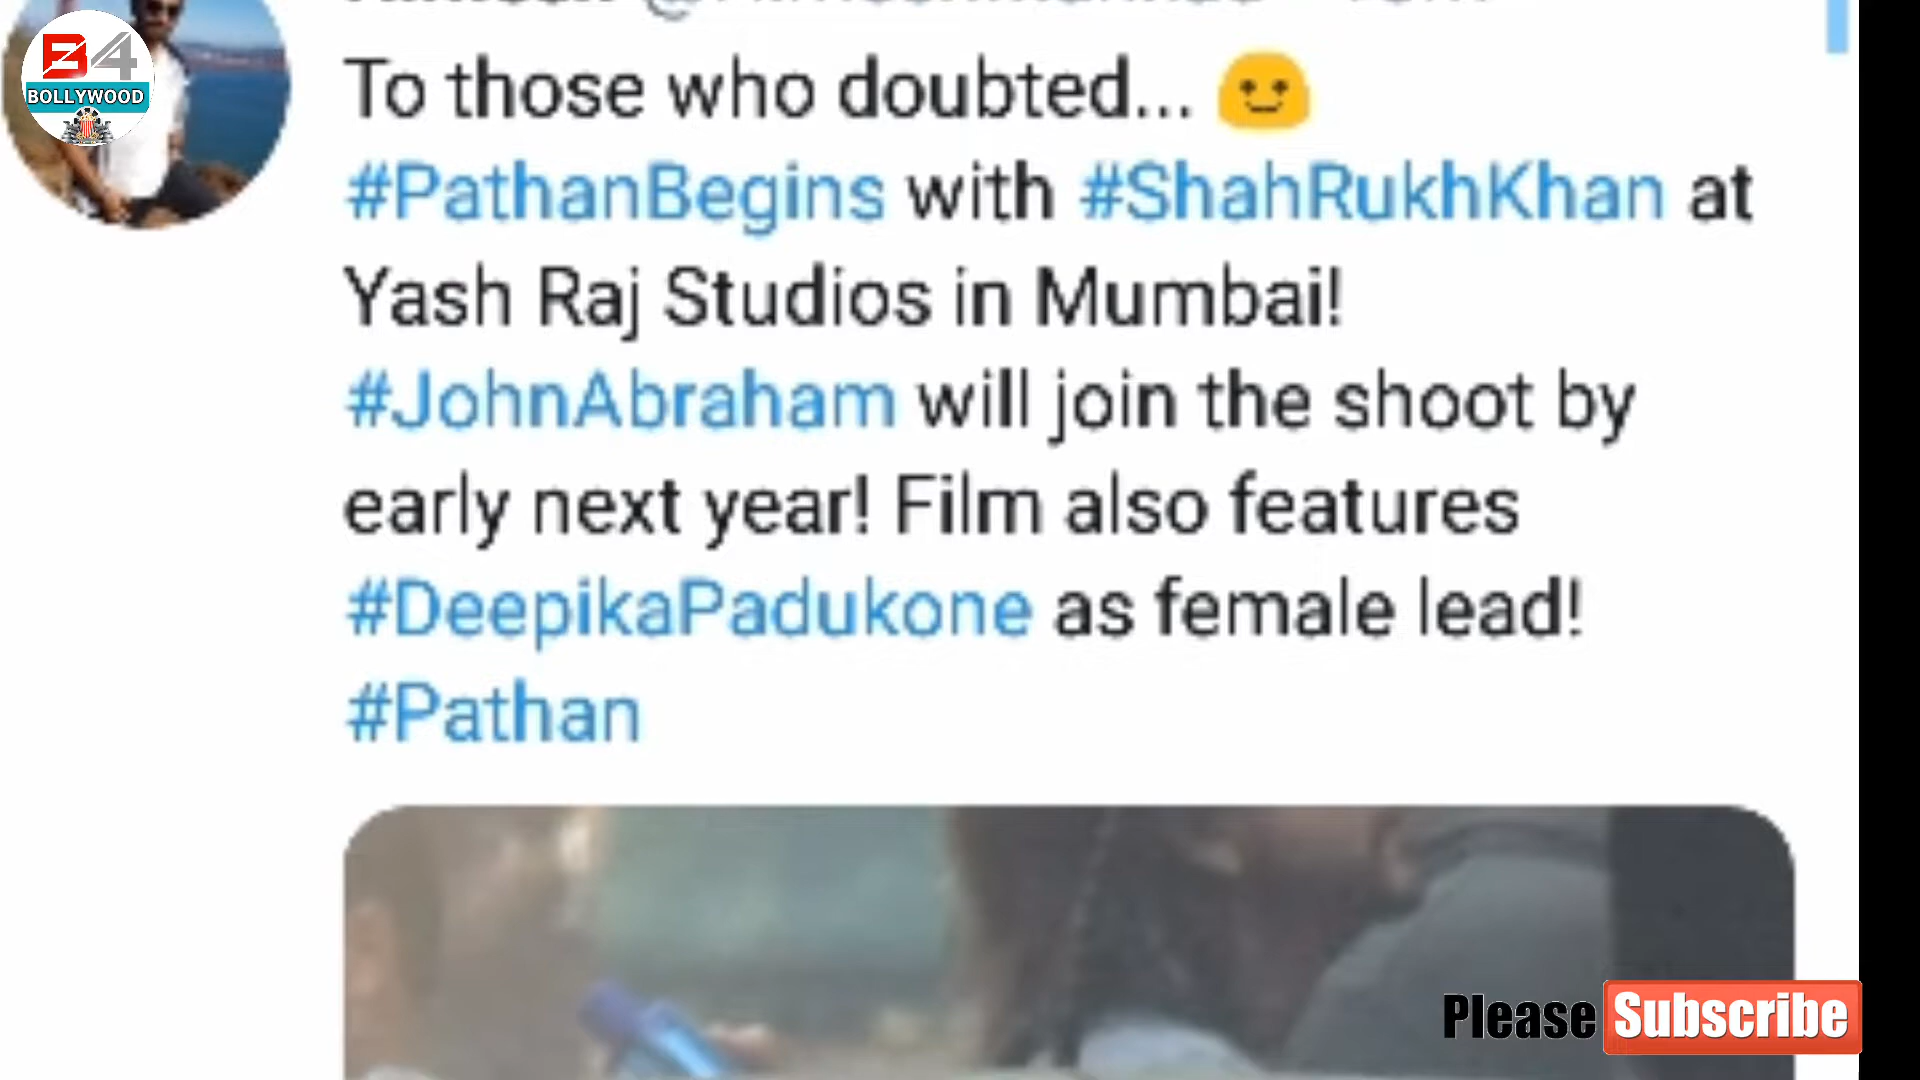 B4
BOLLYWOOD
To those who doubted... 🙂
#PathanBegins with #ShahRukhKhan at
Yash Raj Studios in Mumbai!
#JohnAbraham will join the shoot by
early next year! Film also features
#DeepikaPadukone as female lead!
#Pathan
Please Subscribe